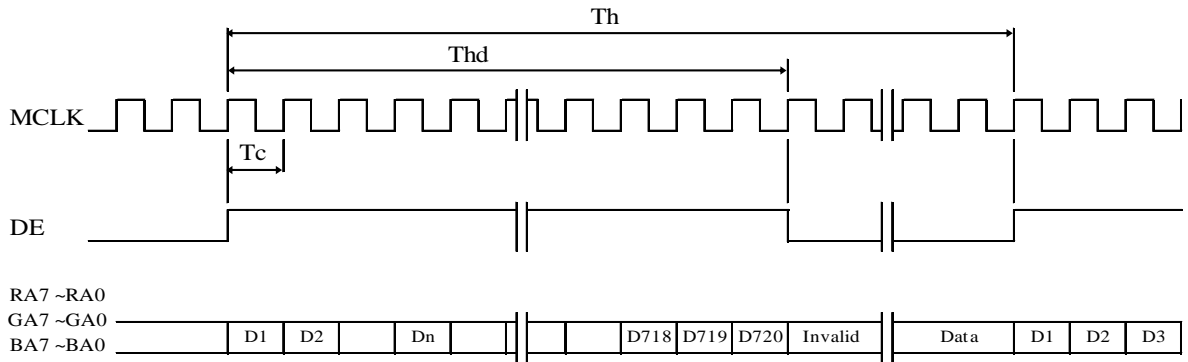 Th
Thd
MCLK
Tc
DE
RA7 ~RA0
GA7 ~GA0
BA7 ~BA0
D1 D2 Dn D718 D719 D720 Invalid Data D1 D2 D3